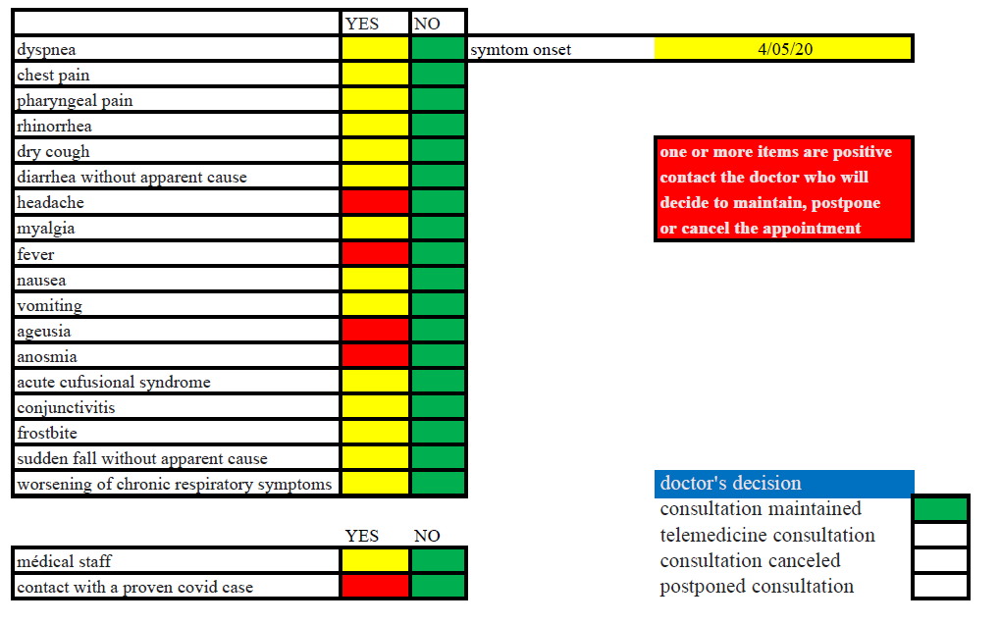 YES NO
dyspnea symtom onset 4/05/20
chest pain
pharyngeal pain
rhinorrhea
dry cough
diarrhea without apparent cause
headache
myalgia
fever
nausea
vomiting
ageusia
anosmia
acute cufusional syndrome
conjunctivitis
frostbite
sudden fall without apparent cause
worsening of chronic respiratory symptoms
one or more items are positive
contact the doctor who will
decide to maintain, postpone
or cancel the appointment
YES NO
médical staff
contact with a proven covid case
doctor's decision
consultation maintained
telemedicine consultation
consultation canceled
postponed consultation